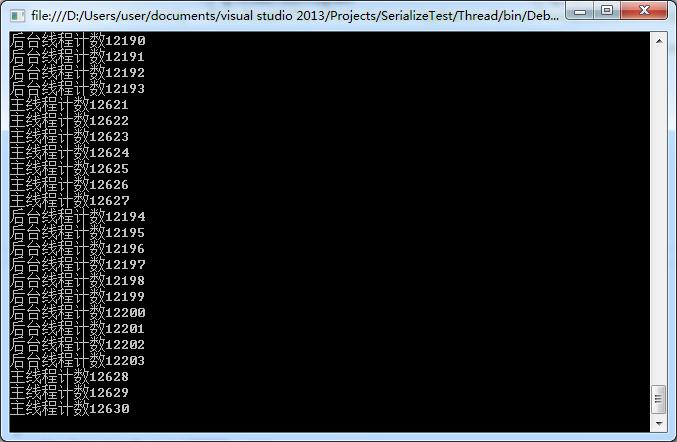 file:///D:/Users/user/documents/visual studio 2013/Projects/SerializeTest/Thread/bin/Deb...
后台线程计数12190
后台线程计数12191
后台线程计数12192
后台线程计数12193
主线程计数12621
主线程计数12622
主线程计数12623
主线程计数12624
主线程计数12625
主线程计数12626
主线程计数12627
后台线程计数12194
后台线程计数12195
后台线程计数12196
后台线程计数12197
后台线程计数12198
后台线程计数12199
后台线程计数12200
后台线程计数12201
后台线程计数12202
后台线程计数12203
主线程计数12628
主线程计数12629
主线程计数12630